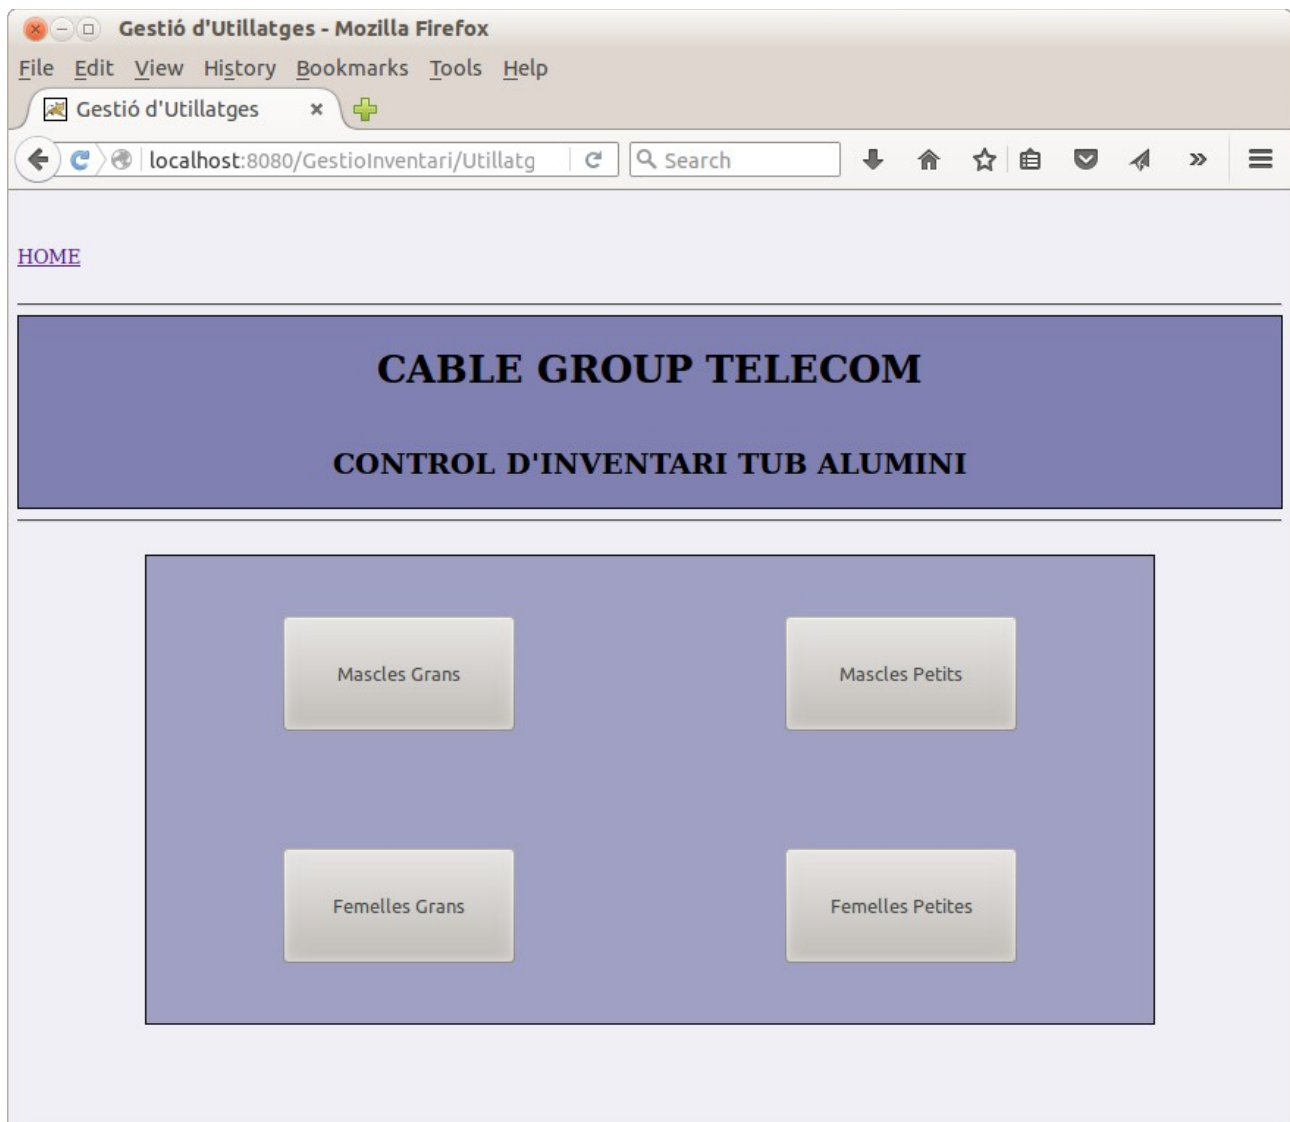 Gestió d'Utillatges - Mozilla Firefox
File Edit View History Bookmarks Tools Help
Gestió d'Utillatges
localhost:8080/GestioInventari/Utillatg Search
HOME
CABLE GROUP TELECOM
CONTROL D'INVENTARI TUB ALUMINI
Mascles Grans Mascles Petits
Femelles Grans Femelles Petites